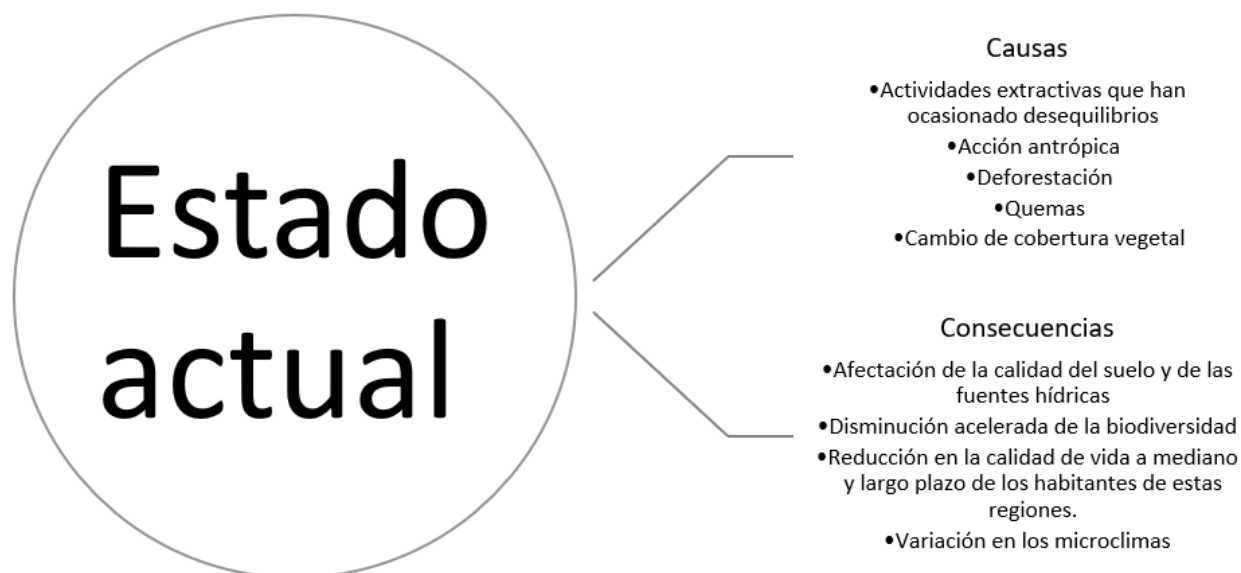 Estado
actual
Causas
•Actividades extractivas que han
ocasionado desequilibrios
•Acción antrópica
•Deforestación
•Quemas
•Cambio de cobertura vegetal
Consecuencias
•Afectación de la calidad del suelo y de las
fuentes hídricas
•Disminución acelerada de la biodiversidad
•Reducción en la calidad de vida a mediano
y largo plazo de los habitantes de estas
regiones.
•Variación en los microclimas